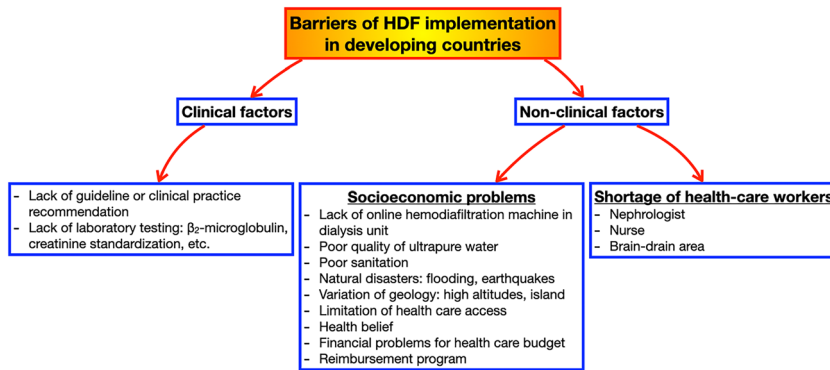 Barriers of HDF implementation
in developing countries
Clinical factors
Non-clinical factors
- Lack of guideline or clinical practice
recommendation
- Lack of laboratory testing: β₂-microglobulin,
creatinine standardization, etc.
Socioeconomic problems
- Lack of online hemodiafiltration machine in
dialysis unit
- Poor quality of ultrapure water
- Poor sanitation
- Natural disasters: flooding, earthquakes
- Variation of geology: high altitudes, island
- Limitation of health care access
- Health belief
- Financial problems for health care budget
- Reimbursement program
Shortage of health-care workers
- Nephrologist
- Nurse
- Brain-drain area